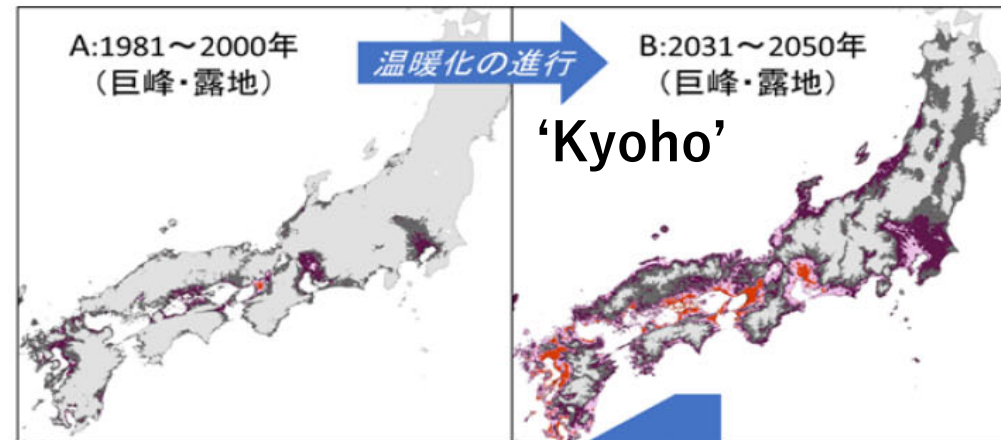 A:1981～2000年
（巨峰・露地）
温暖化の進行
B:2031～2050年
（巨峰・露地）
‘Kyoho’